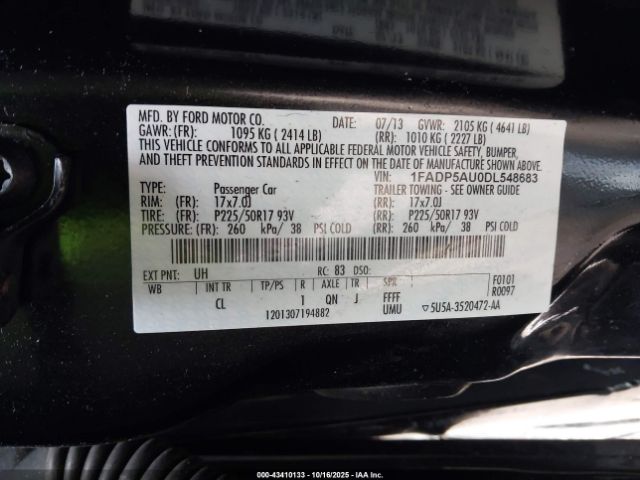 MFD. BY FORD MOTOR CO. DATE: 07/13 GVWR: 2105 KG ( 4641 LB)
GAWR: (FR): 1095 KG ( 2414 LB) (RR): 1010 KG ( 2227 LB)
THIS VEHICLE CONFORMS TO ALL APPLICABLE FEDERAL MOTOR VEHICLE SAFETY, BUMPER,
AND THEFT PREVENTION STANDARDS IN EFFECT ON THE DATE OF MANUFACTURE SHOWN ABOVE.
VIN: 1FADP5AU0DL548683
TYPE: Passenger Car TRAILER TOWING - SEE OWNER GUIDE
RIM: (FR): 17x7.0J (RR): 17x7.0J
TIRE: (FR): P225/50R17 93V (RR): P225/50R17 93V
PRESSURE: (FR): 260 kPa/ 38 PSI COLD (RR): 260 kPa/ 38 PSI COLD
EXT PNT: UH RC: 83 DSO: F0101
WB INT TR TP/PS R AXLE TR SPR R0097
CL 1 QN J FFFF
1201307194882 UMU 5U5A-3520472-AA
000-43410133 - 10/16/2025 - IAA Inc.